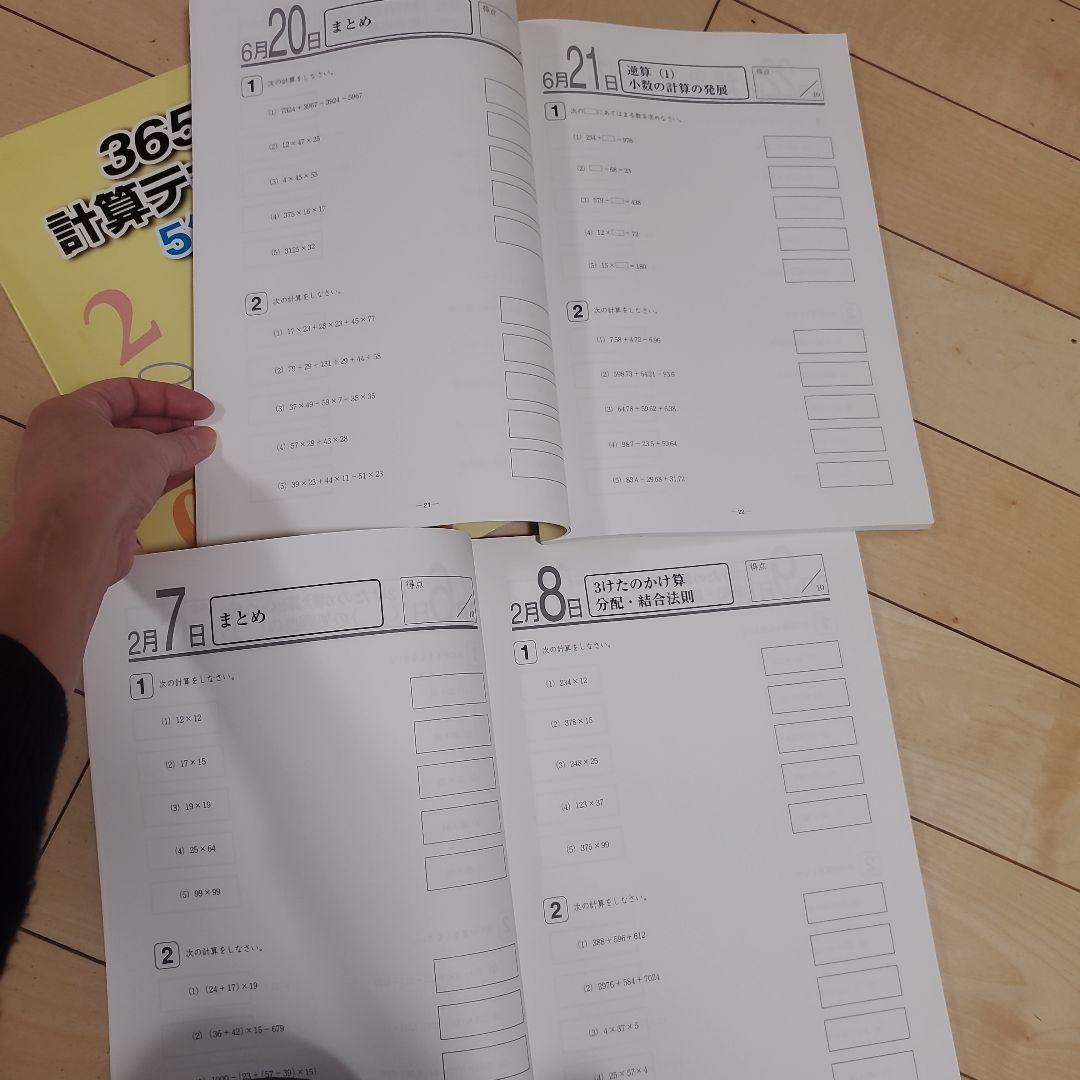 365
計算テ
5
2
6月20日
まとめ
得点
1 次の計算をしなさい。
(1) 7324+3967-3924-5967
(2) 12×47×25
(3) 4×45×55
(4) 375×16×17
(5) 3125×32
2 次の計算をしなさい。
(1) 17×23+28×23+45×77
(2) 79÷29+131÷29+44÷58
(3) 37×49-59×7-35×35
(4) 57×29+43×28
(5) 39×23+44×11-51×23
—21—
6月21日
逆算(1)
小数の計算の発展
得点
/10
1 次の□にあてはまる数を求めなさい。
(1) 234+□=976
(2) □-68=25
(3) 579-□=438
(4) 12×□=72
(5) 15×□=180
2 次の計算をしなさい。
(1) 7.58+4.72-6.96
(2) 598.73+64.21-93.6
(3) 64.78+59.62+6.38
(4) 98.7-23.5+59.64
(5) 83.4-29.68+31.72
—22—
2月7日
まとめ
得点
1 次の計算をしなさい。
(1) 12×12
(2) 17×15
(3) 19×19
(4) 25×64
(5) 99×99
2 次の計算をしなさい。
(1) (24+17)×19
(2) (36+42)×15-679
1000-{23+(57-39)×15}
2月8日
3けたのかけ算
分配・結合法則
得点
/10
1 次の計算をしなさい。
(1) 234×12
(2) 378×15
(3) 248×25
(4) 123×37
(5) 375×99
2 次の計算をしなさい。
(1) 388+596+612
(2) 2976+584+7024
(3) 4×37×5
(4) 25×57×4